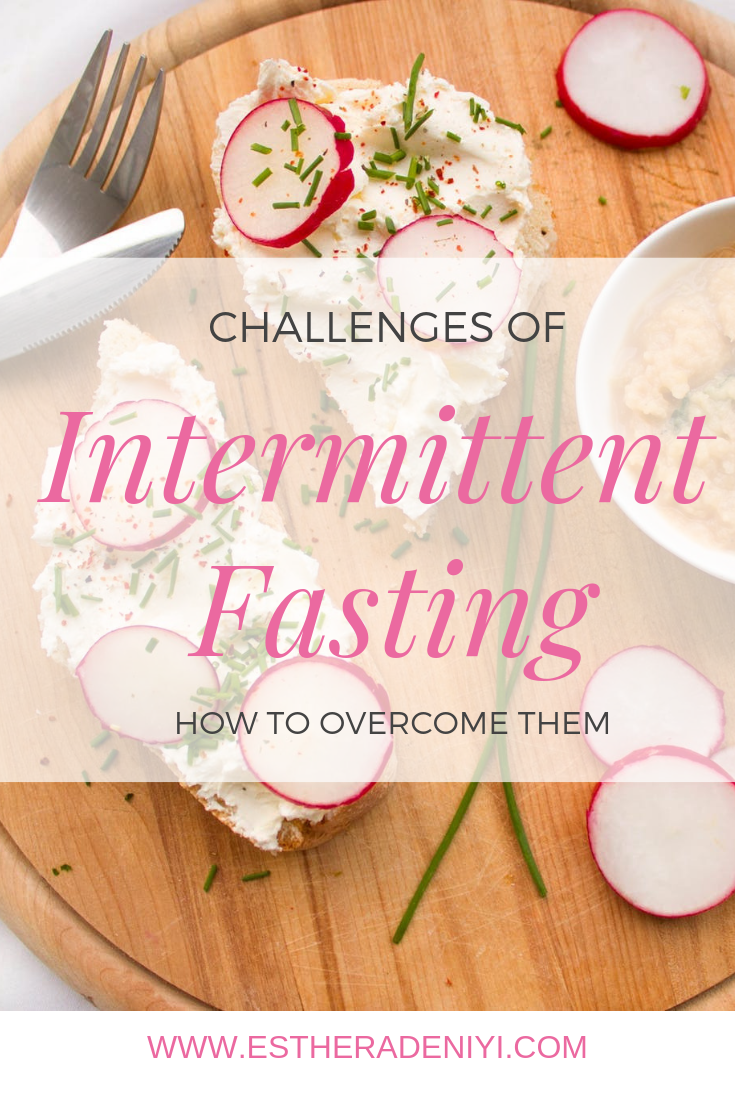 CHALLENGES OF
Intermittent
Fasting
HOW TO OVERCOME THEM
WWW.ESTHERADENIYI.COM